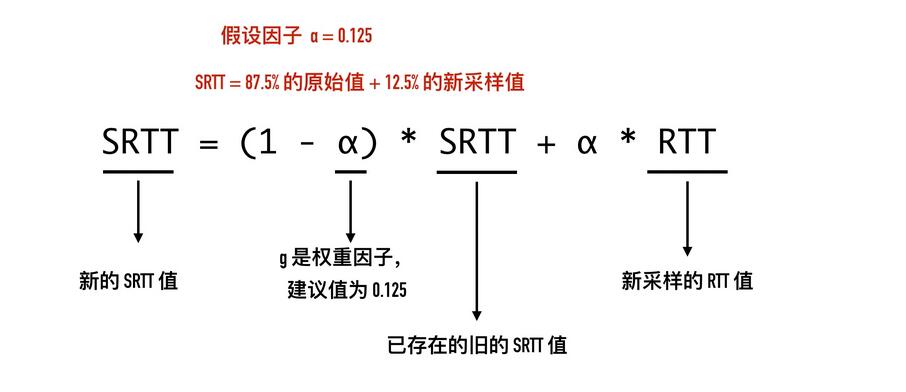 假设因子 α = 0.125
SRTT = 87.5% 的原始值 + 12.5% 的新采样值
SRTT = (1 - α) * SRTT + α * RTT
g 是权重因子，
建议值为 0.125
新的 SRTT 值
新采样的 RTT 值
已存在的旧的 SRTT 值